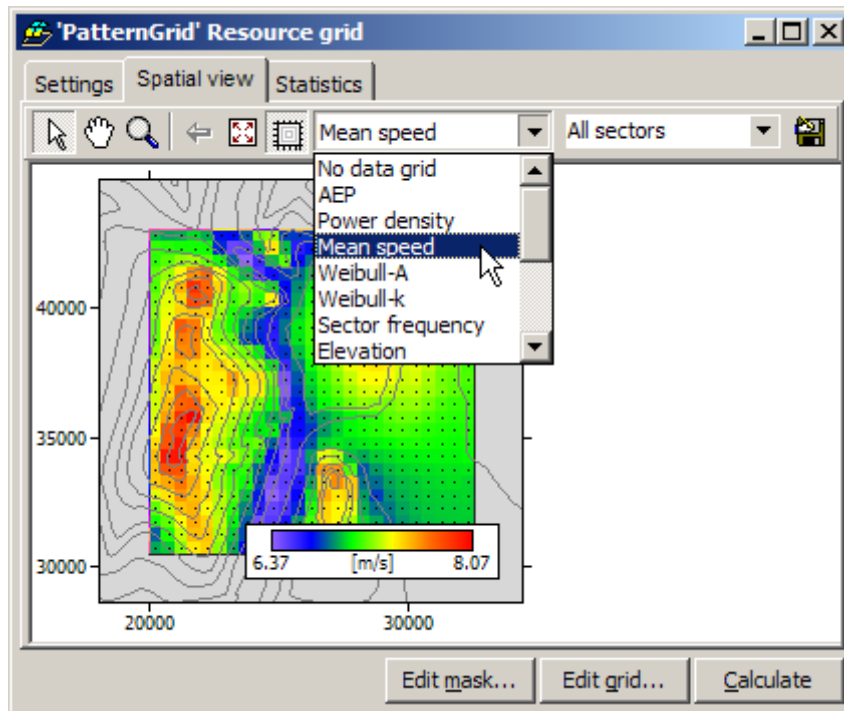 'PatternGrid' Resource grid
Settings Spatial view Statistics
Mean speed All sectors
No data grid
AEP
Power density
Mean speed
Weibull-A
Weibull-k
Sector frequency
Elevation
40000
35000
30000
6.37 [m/s] 8.07
20000 30000
Edit mask... Edit grid... Calculate